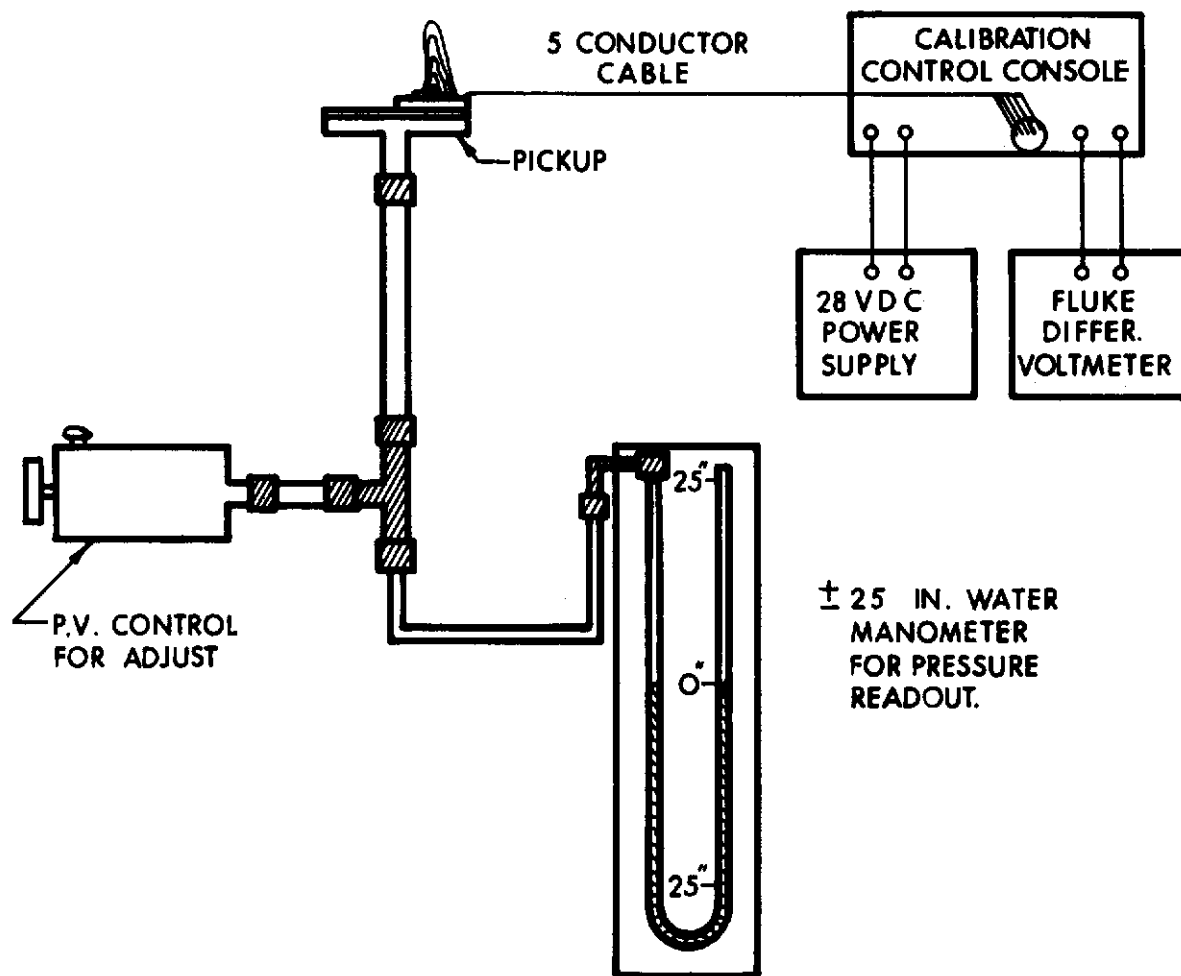 5 CONDUCTOR
CABLE
CALIBRATION
CONTROL CONSOLE
PICKUP
28 V D C
POWER
SUPPLY
FLUKE
DIFFER.
VOLTMETER
P.V. CONTROL
FOR ADJUST
25"
0"
25"
± 25 IN. WATER
MANOMETER
FOR PRESSURE
READOUT.